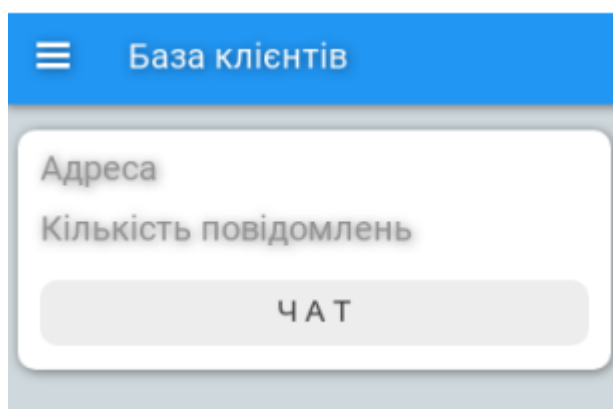 База клієнтів
Адреса
Кількість повідомлень
ЧАТ